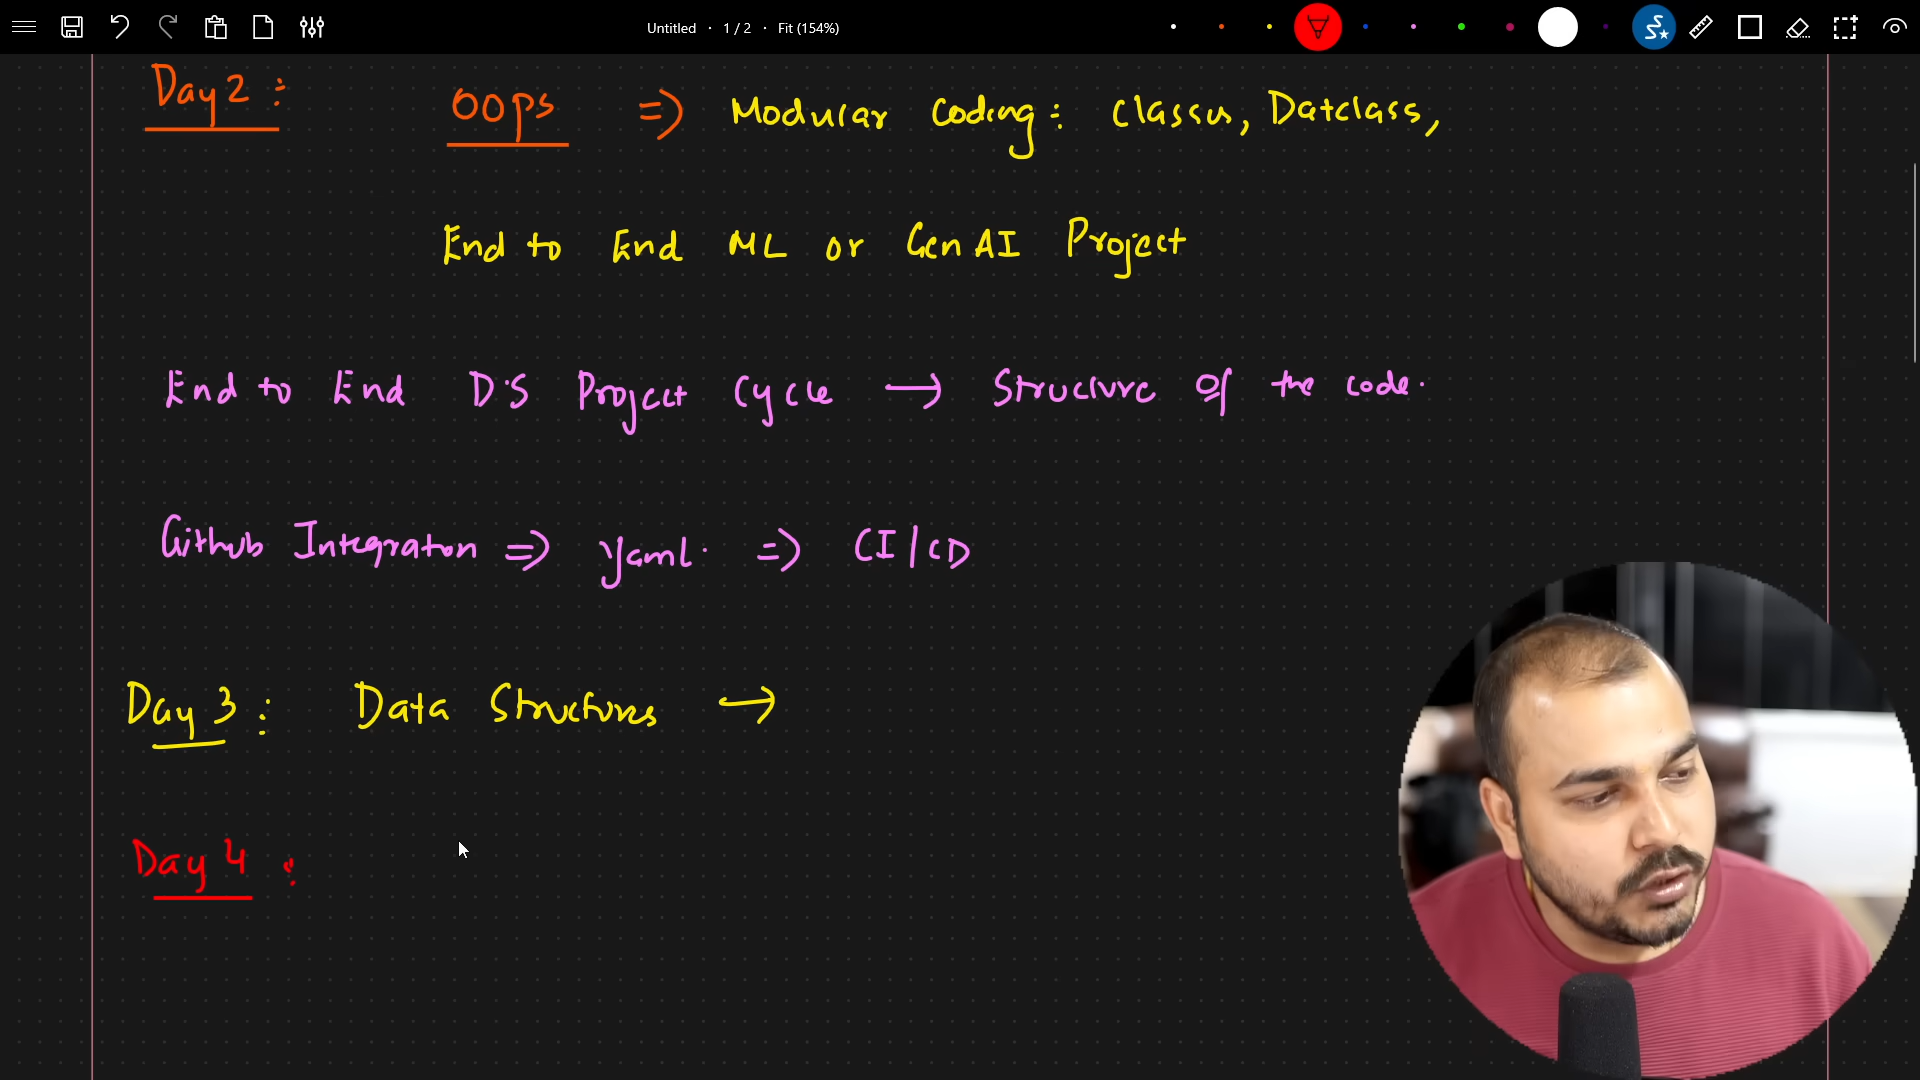 Untitled · 1 / 2 · Fit (154%)
Day 2 : OOPS => Modular Coding : Classes, Datclass,
End to End ML or Gen AI Project
End to End D.S Project Cycle → Structure of the code.
Github Integration => yaml. => CI/CD
Day 3 : Data Structures →
Day 4 :